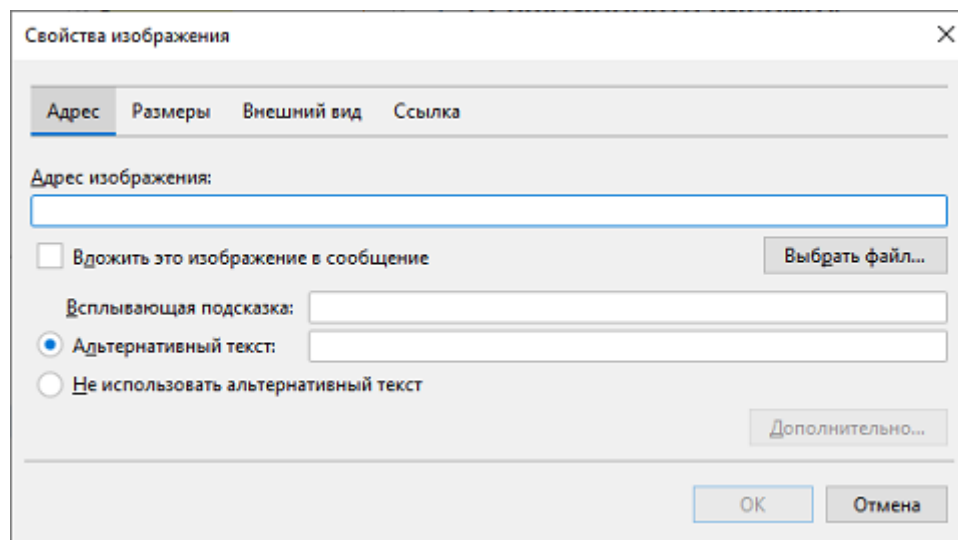 Свойства изображения
Адрес Размеры Внешний вид Ссылка
Адрес изображения:
Вложить это изображение в сообщение Выбрать файл...
Всплывающая подсказка:
Альтернативный текст:
Не использовать альтернативный текст
Дополнительно...
ОК Отмена